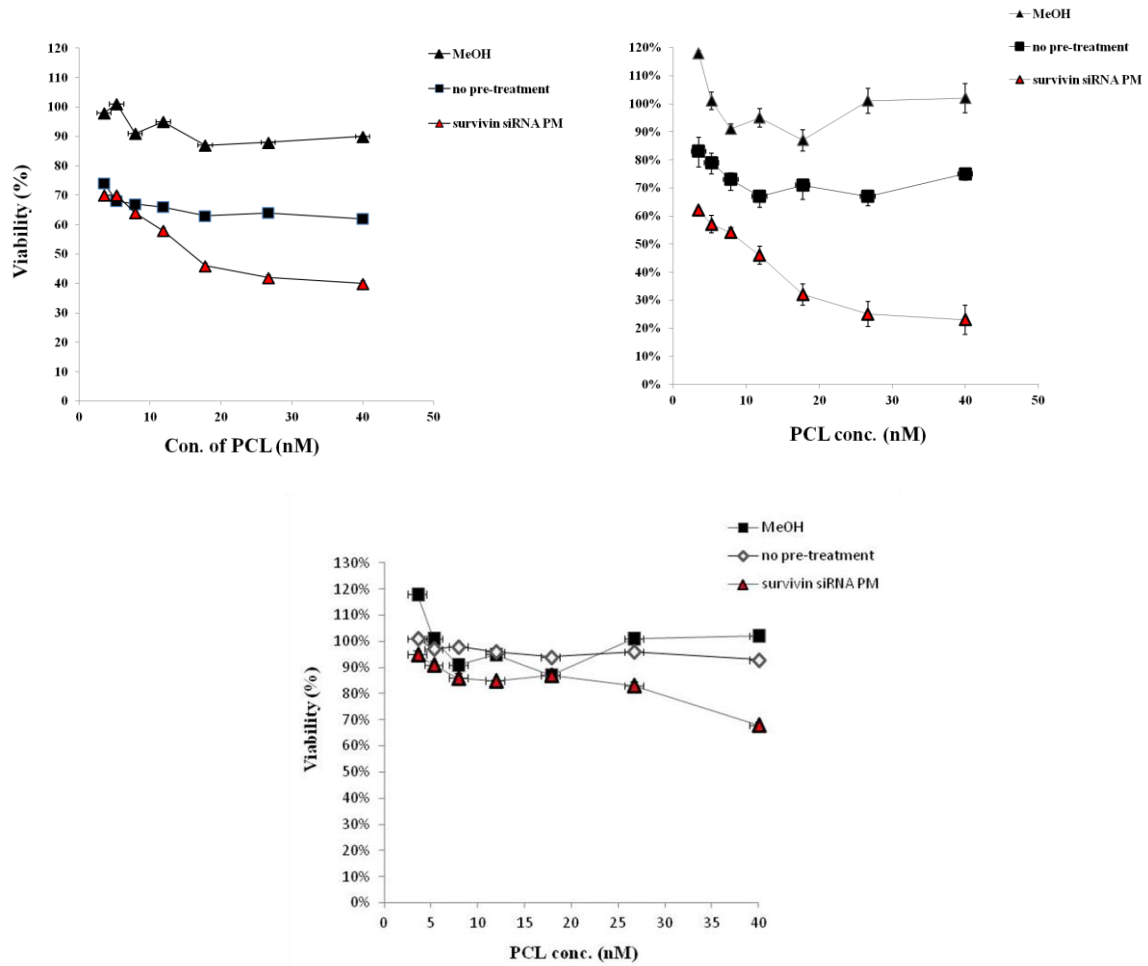 MeOH
no pre-treatment
survivin siRNA PM
Viability (%)
120
110
100
90
80
70
60
50
40
30
20
10
0
0 10 20 30 40 50
Con. of PCL (nM)
MeOH
no pre-treatment
survivin siRNA PM
120%
110%
100%
90%
80%
70%
60%
50%
40%
30%
20%
10%
0%
0 10 20 30 40 50
PCL conc. (nM)
MeOH
no pre-treatment
survivin siRNA PM
Viability (%)
130%
120%
110%
100%
90%
80%
70%
60%
50%
40%
30%
20%
10%
0%
0 5 10 15 20 25 30 35 40
PCL conc. (nM)